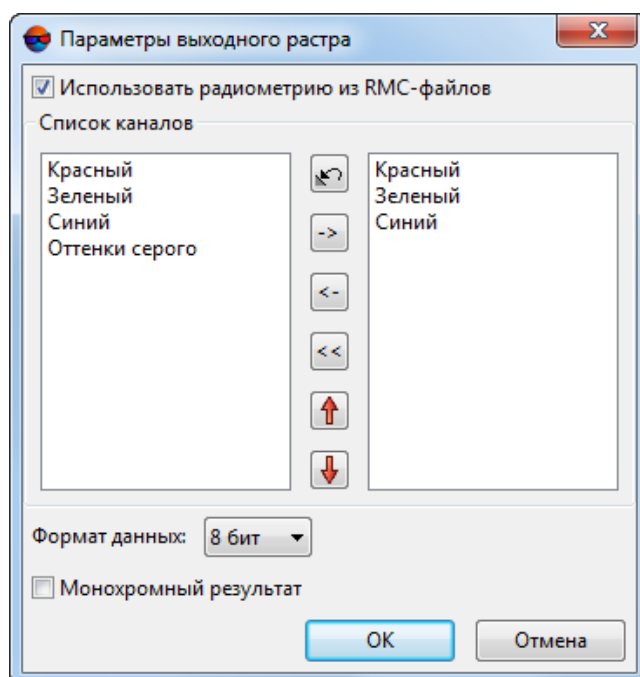 Параметры выходного растра
Использовать радиометрию из RMC-файлов
Список каналов
Красный
Зеленый
Синий
Оттенки серого
->
<-
<<
Красный
Зеленый
Синий
Формат данных: 8 бит
Монохромный результат
OK
Отмена